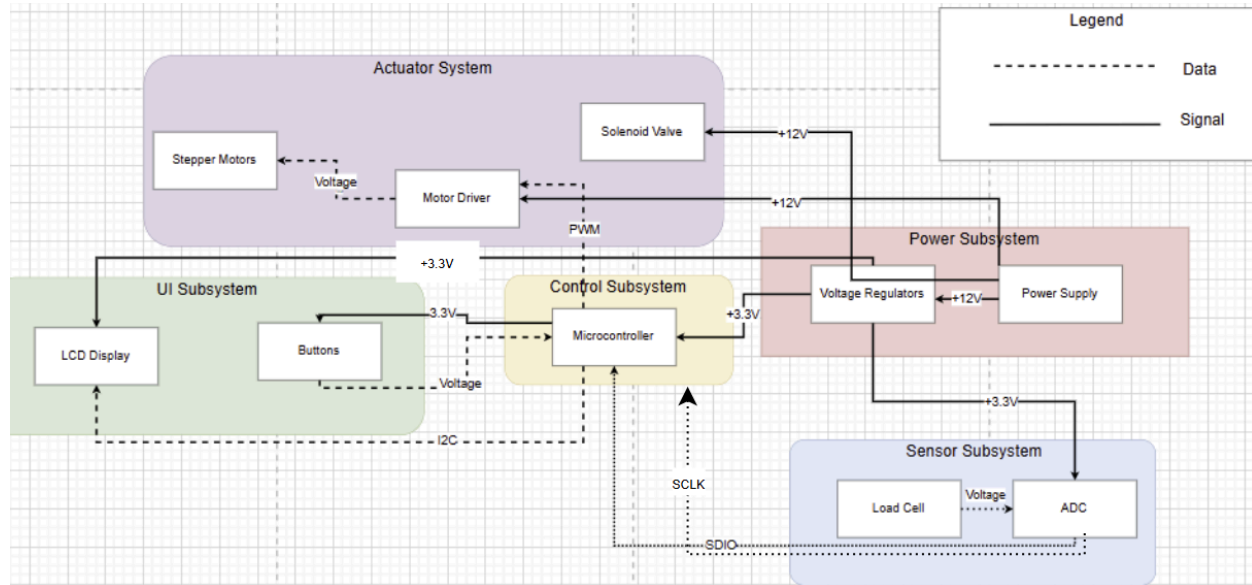 Legend
Data
Signal
Actuator System
Solenoid Valve
+12V
Stepper Motors
Voltage
Motor Driver
+12V
PWM
Power Subsystem
+3.3V
UI Subsystem
Control Subsystem
Voltage Regulators
+12V
Power Supply
3.3V
+3.3V
Microcontroller
LCD Display
Buttons
Voltage
+3.3V
I2C
Sensor Subsystem
SCLK
Load Cell
Voltage
ADC
SDIO